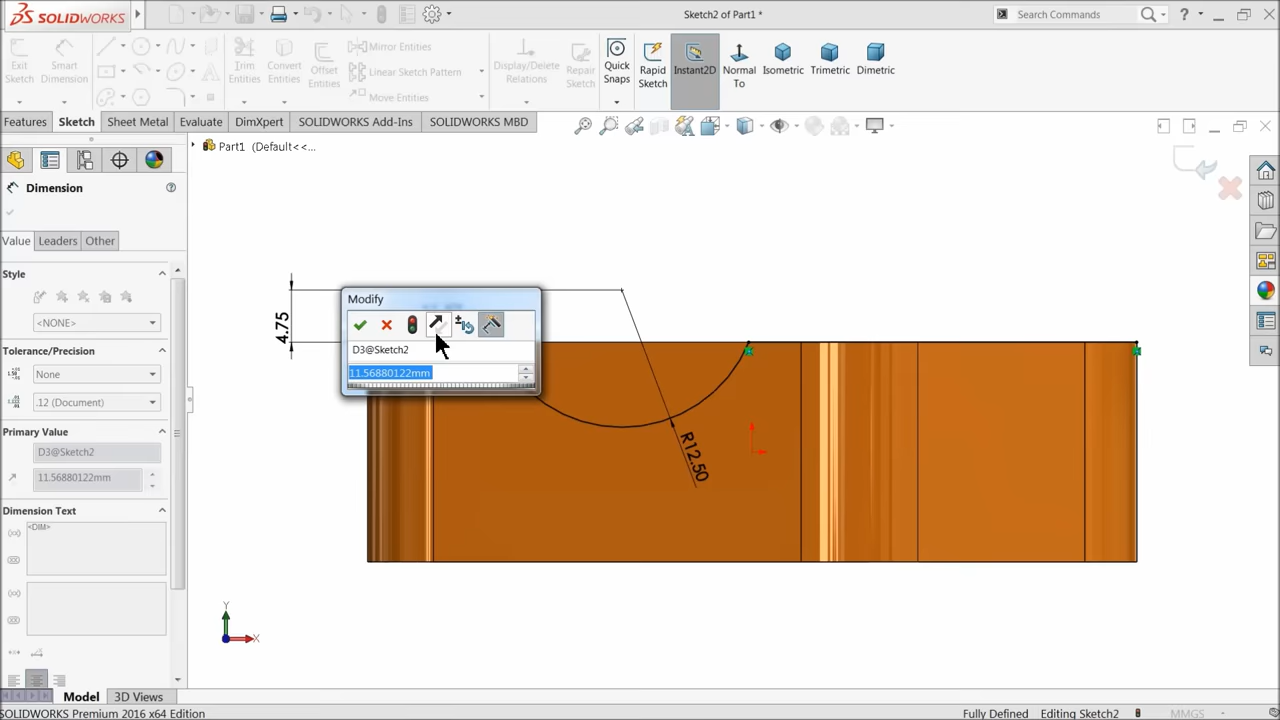 SOLIDWORKS
Sketch2 of Part1 *
Search Commands
?
Exit Sketch
Smart Dimension
Trim Entities
Convert Entities
Offset Entities
Mirror Entities
Linear Sketch Pattern
Move Entities
Display/Delete Relations
Repair Sketch
Quick Snaps
Rapid Sketch
Instant2D
Normal To
Isometric
Trimetric
Dimetric
Features
Sketch
Sheet Metal
Evaluate
DimXpert
SOLIDWORKS Add-Ins
SOLIDWORKS MBD
Part1 (Default<<...
Dimension
Value
Leaders
Other
Style
<NONE>
Tolerance/Precision
None
.12 (Document)
Primary Value
D3@Sketch2
11.56880122mm
Dimension Text
<DIM>
4.75
Modify
D3@Sketch2
11.56880122mm
R12.50
Y
X
Model
3D Views
SOLIDWORKS Premium 2016 x64 Edition
Fully Defined
Editing Sketch2
MMGS